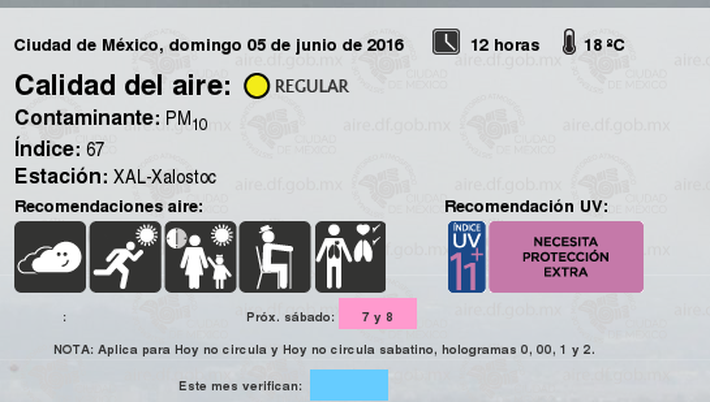 Ciudad de México, domingo 05 de junio de 2016 12 horas 18 ºC
Calidad del aire: REGULAR
Contaminante: PM10
Índice: 67
Estación: XAL-Xalostoc
Recomendaciones aire: Recomendación UV:
ÍNDICE
UV
11+
NECESITA
PROTECCIÓN
EXTRA
: Próx. sábado: 7 y 8
NOTA: Aplica para Hoy no circula y Hoy no circula sabatino, hologramas 0, 00, 1 y 2.
Este mes verifican:
aire.df.gob.mx
CIUDAD
DE MÉXICO